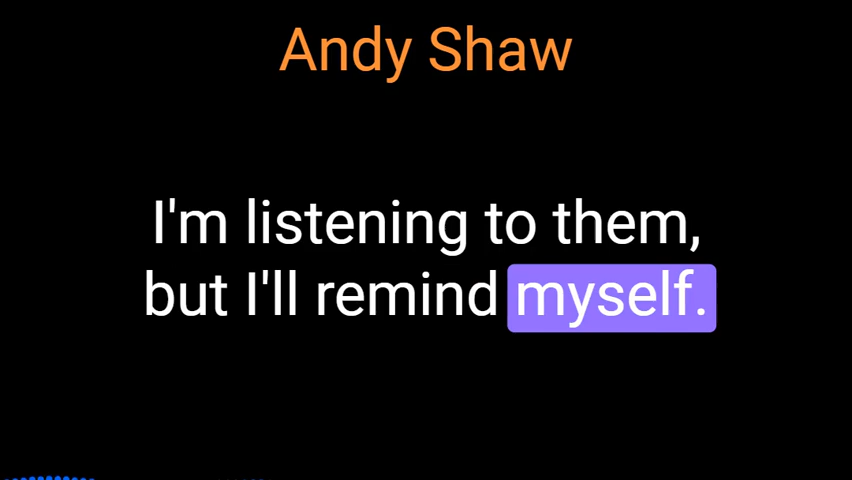 Andy Shaw
I'm listening to them,
but I'll remind myself.